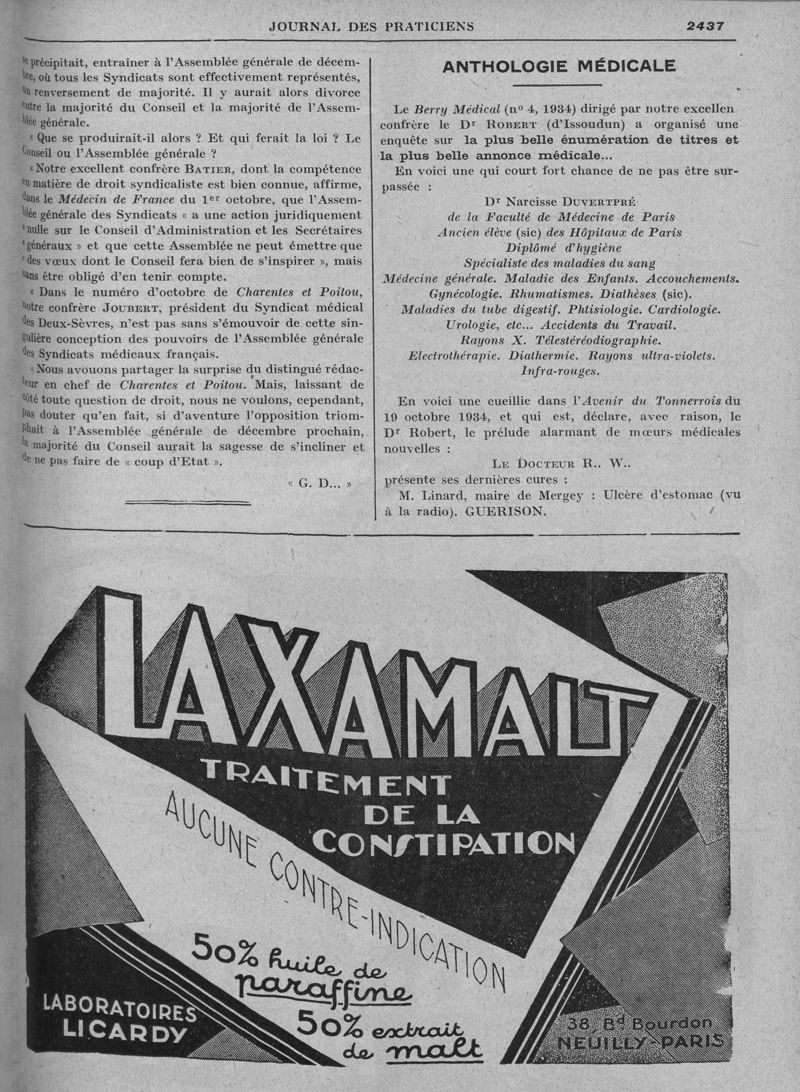 JOURNAL DES PRATICIENS
2437
se précipitait, entraîner à l'Assemblée générale de décem-
bre, où tous les Syndicats sont effectivement représentés,
un renversement de majorité. Il y aurait alors divorce
entre la majorité du Conseil et la majorité de l'Assem-
blée générale.
« Que se produirait-il alors ? Et qui ferait la loi ? Le
Conseil ou l'Assemblée générale ?
« Notre excellent confrère BATIER, dont la compétence
en matière de droit syndicaliste est bien connue, affirme,
dans le Médecin de France du 1er octobre, que l'Assem-
blée générale des Syndicats « a une action juridiquement
« nulle sur le Conseil d'Administration et les Secrétaires
« généraux » et que cette Assemblée ne peut émettre que
« des vœux dont le Conseil fera bien de s'inspirer », mais
sans être obligé d'en tenir compte.
« Dans le numéro d'octobre de Charentes et Poitou,
notre confrère JOUBERT, président du Syndicat médical
des Deux-Sèvres, n'est pas sans s'émouvoir de cette sin-
gulière conception des pouvoirs de l'Assemblée générale
des Syndicats médicaux français.
« Nous avouons partager la surprise du distingué rédac-
teur en chef de Charentes et Poitou. Mais, laissant de
côté toute question de droit, nous ne voulons, cependant,
pas douter qu'en fait, si d'aventure l'opposition triom-
phait à l'Assemblée générale de décembre prochain,
la majorité du Conseil aurait la sagesse de s'incliner et
de ne pas faire de « coup d'Etat ».
« G. D... »
ANTHOLOGIE MÉDICALE
Le Berry Médical (n° 4, 1934) dirigé par notre excellen
confrère le Dr ROBERT (d'Issoudun) a organisé une
enquête sur la plus belle énumération de titres et
la plus belle annonce médicale...
En voici une qui court fort chance de ne pas être sur-
passée :
Dr Narcisse DUVERTPRÉ
de la Faculté de Médecine de Paris
Ancien élève (sic) des Hôpitaux de Paris
Diplômé d'hygiène
Spécialiste des maladies du sang
Médecine générale. Maladie des Enfants. Accouchements.
Gynécologie. Rhumatismes. Diathèses (sic).
Maladies du tube digestif. Phtisiologie. Cardiologie.
Urologie, etc... Accidents du Travail.
Rayons X. Téléstéréodiographie.
Electrothérapie. Diathermie. Rayons ultra-violets.
Infra-rouges.
En voici une cueillie dans l'Avenir du Tonnerrois du
19 octobre 1934, et qui est, déclare, avec raison, le
Dr Robert, le prélude alarmant de mœurs médicales
nouvelles :
LE DOCTEUR R.. W..
présente ses dernières cures :
M. Linard, maire de Mergey : Ulcère d'estomac (vu
à la radio). GUERISON.
LAXAMALT
TRAITEMENT
DE LA
CONSTIPATION
AUCUNE CONTRE-INDICATION
50% huile de
paraffine
50% extrait
de malt
LABORATOIRES
LICARDY
38, Bd Bourdon
NEUILLY-PARIS